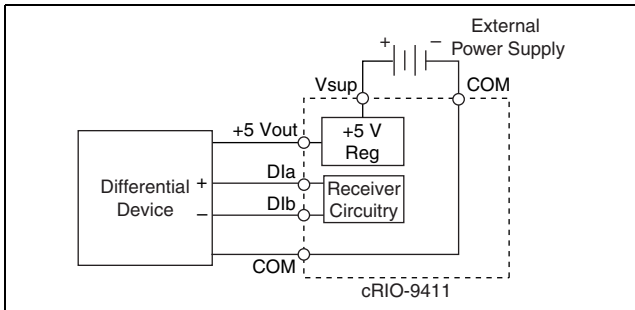 External
Power Supply
+ −
Vsup
COM
+5 Vout
+5 V
Reg
DIa
Differential
Device
+
−
Receiver
Circuitry
DIb
COM
cRIO-9411